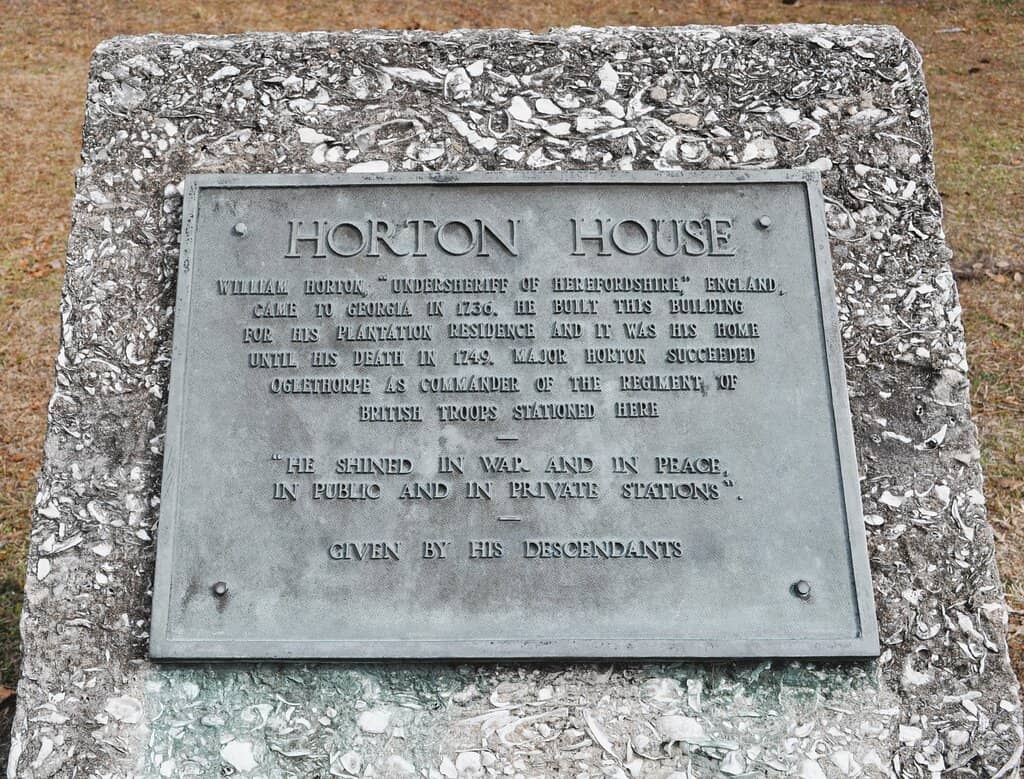 HORTON HOUSE
WILLIAM HORTON, "UNDERSHERIFF OF HEREFORDSHIRE," ENGLAND,
CAME TO GEORGIA IN 1736. HE BUILT THIS BUILDING
FOR HIS PLANTATION RESIDENCE AND IT WAS HIS HOME
UNTIL HIS DEATH IN 1749. MAJOR HORTON SUCCEEDED
OGLETHORPE AS COMMANDER OF THE REGIMENT OF
BRITISH TROOPS STATIONED HERE
—
"HE SHINED IN WAR AND IN PEACE,
IN PUBLIC AND IN PRIVATE STATIONS".
—
GIVEN BY HIS DESCENDANTS